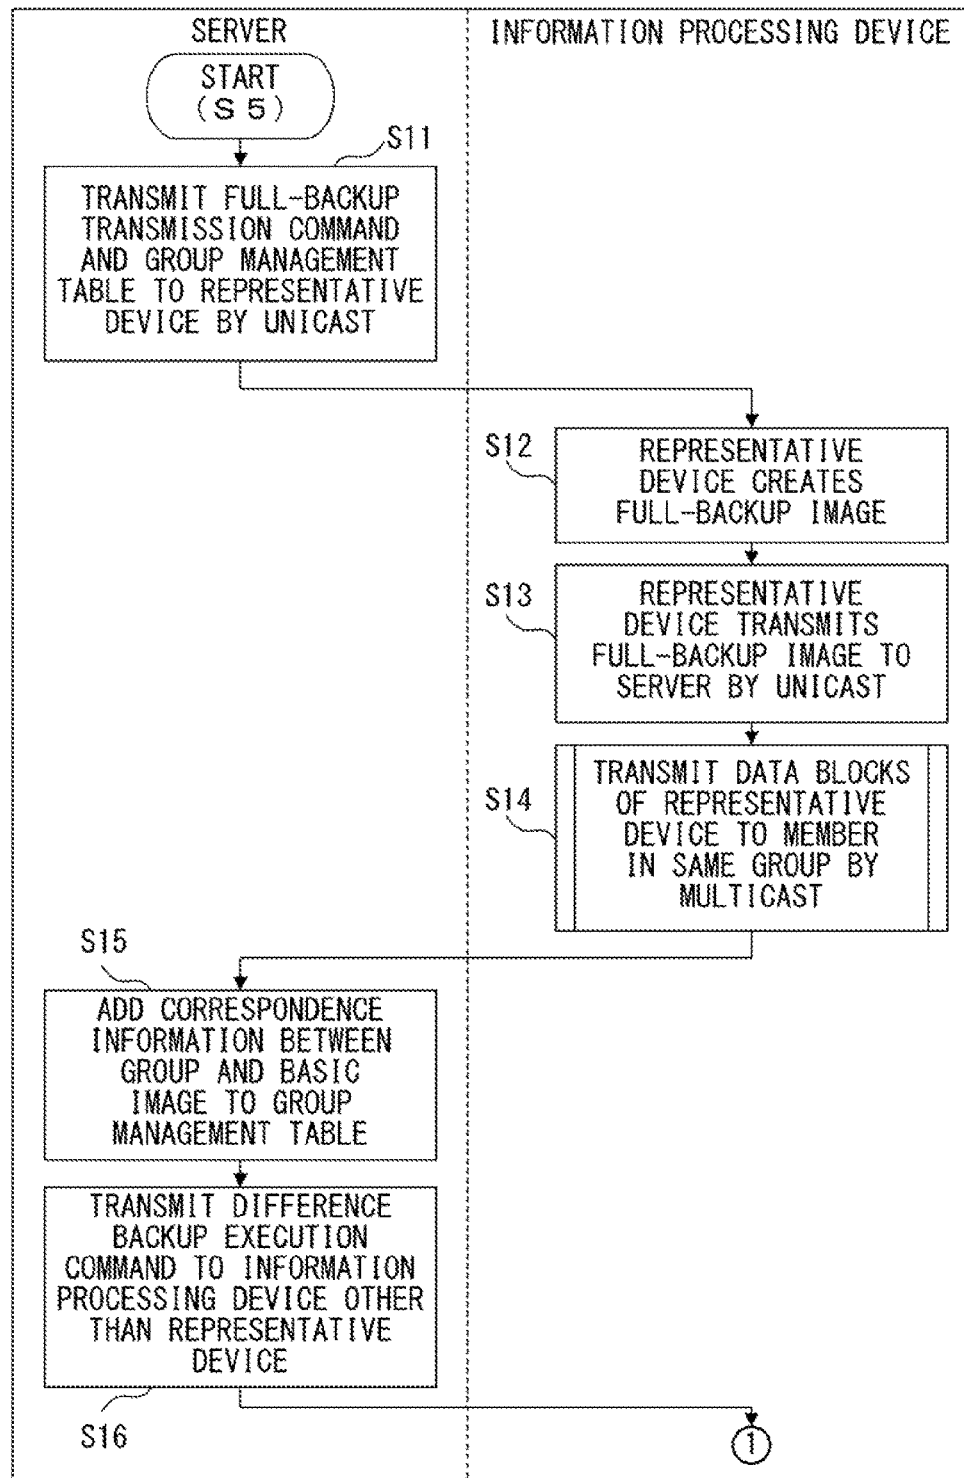 SERVER
INFORMATION PROCESSING DEVICE
START
(S5)
S11
TRANSMIT FULL-BACKUP
TRANSMISSION COMMAND
AND GROUP MANAGEMENT
TABLE TO REPRESENTATIVE
DEVICE BY UNICAST
S12
REPRESENTATIVE
DEVICE CREATES
FULL-BACKUP IMAGE
S13
REPRESENTATIVE
DEVICE TRANSMITS
FULL-BACKUP IMAGE TO
SERVER BY UNICAST
S14
TRANSMIT DATA BLOCKS
OF REPRESENTATIVE
DEVICE TO MEMBER
IN SAME GROUP BY
MULTICAST
S15
ADD CORRESPONDENCE
INFORMATION BETWEEN
GROUP AND BASIC
IMAGE TO GROUP
MANAGEMENT TABLE
TRANSMIT DIFFERENCE
BACKUP EXECUTION
COMMAND TO INFORMATION
PROCESSING DEVICE OTHER
THAN REPRESENTATIVE
DEVICE
S16
1